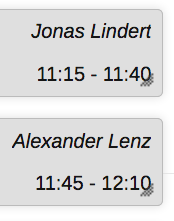 Jonas Lindert
11:15 - 11:40
Alexander Lenz
11:45 - 12:10